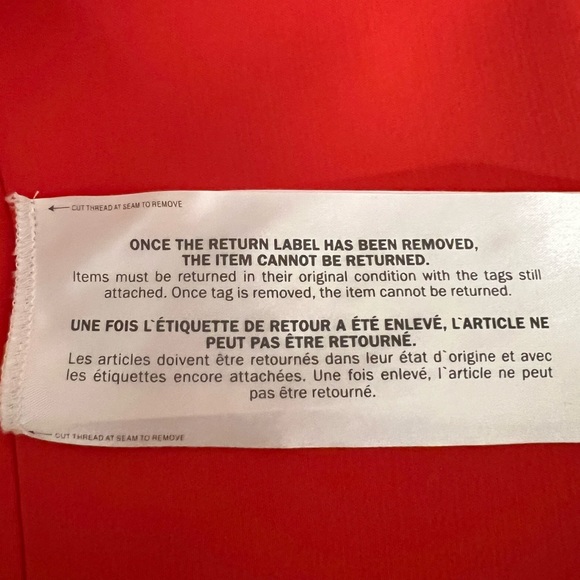 CUT THREAD AT SEAM TO REMOVE
ONCE THE RETURN LABEL HAS BEEN REMOVED,
THE ITEM CANNOT BE RETURNED.
Items must be returned in their original condition with the tags still
attached. Once tag is removed, the item cannot be returned.
UNE FOIS L`ÉTIQUETTE DE RETOUR A ÉTÉ ENLEVÉ, L`ARTICLE NE
PEUT PAS ÊTRE RETOURNÉ.
Les articles doivent être retournés dans leur état d`origine et avec
les étiquettes encore attachées. Une fois enlevé, l`article ne peut
pas être retourné.
CUT THREAD AT SEAM TO REMOVE